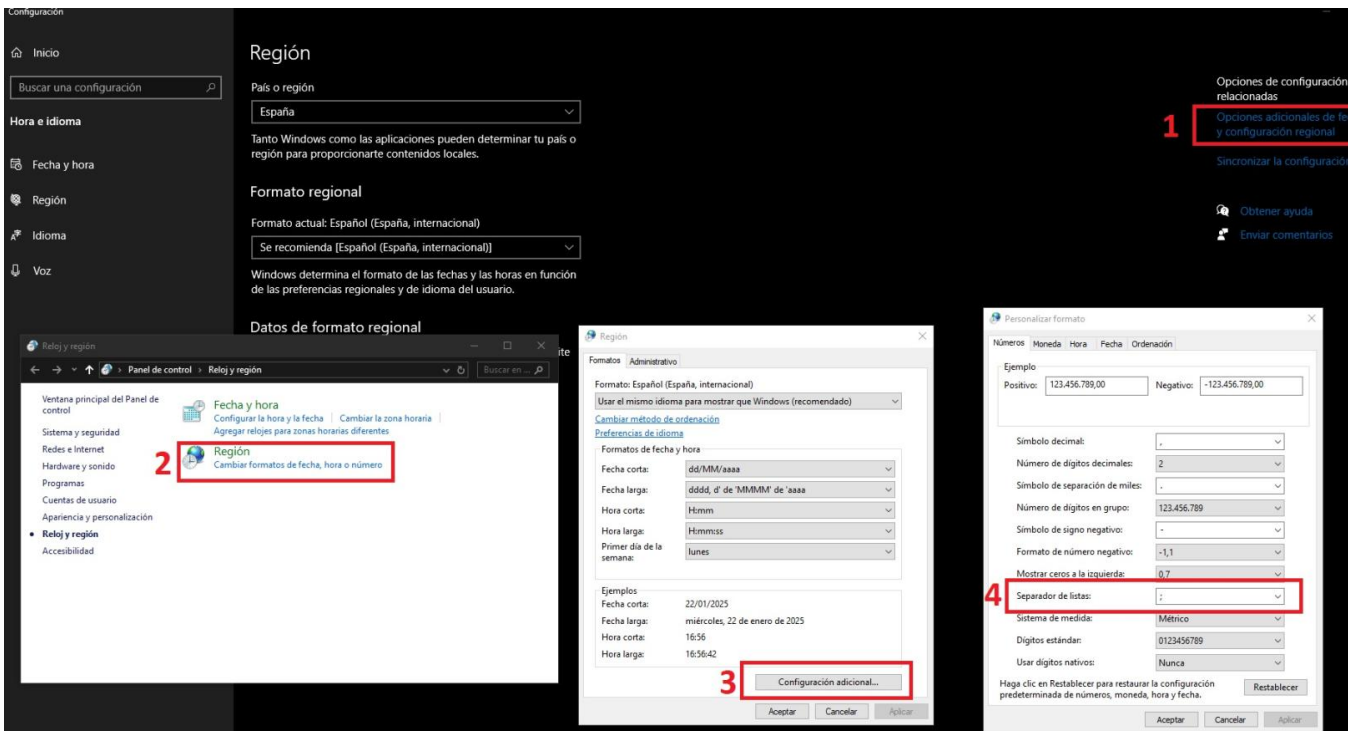 Configuración
Inicio
Buscar una configuración
Hora e idioma
Fecha y hora
Región
Idioma
Voz
Región
País o región
España
Tanto Windows como las aplicaciones pueden determinar tu país o
región para proporcionarte contenidos locales.
Formato regional
Formato actual: Español (España, internacional)
Se recomienda [Español (España, internacional)]
Windows determina el formato de las fechas y las horas en función
de las preferencias regionales y de idioma del usuario.
Datos de formato regional
ite
Opciones de configuración
relacionadas
1
Opciones adicionales de fe
y configuración regional
Sincronizar la configuración
Obtener ayuda
Enviar comentarios
Reloj y región
Panel de control › Reloj y región
Buscar en ...
Ventana principal del Panel de
control
Sistema y seguridad
Redes e Internet
Hardware y sonido
Programas
Cuentas de usuario
Apariencia y personalización
Reloj y región
Accesibilidad
Fecha y hora
Configurar la hora y la fecha | Cambiar la zona horaria |
Agregar relojes para zonas horarias diferentes
2
Región
Cambiar formatos de fecha, hora o número
Región
Formatos Administrativo
Formato: Español (España, internacional)
Usar el mismo idioma para mostrar que Windows (recomendado)
Cambiar método de ordenación
Preferencias de idioma
Formatos de fecha y hora
Fecha corta: dd/MM/aaaa
Fecha larga: dddd, d' de 'MMMM' de 'aaaa
Hora corta: H:mm
Hora larga: H:mm:ss
Primer día de la
semana: lunes
Ejemplos
Fecha corta: 22/01/2025
Fecha larga: miércoles, 22 de enero de 2025
Hora corta: 16:56
Hora larga: 16:56:42
3
Configuración adicional...
Aceptar Cancelar Aplicar
Personalizar formato
Números Moneda Hora Fecha Ordenación
Ejemplo
Positivo: 123.456.789,00 Negativo: -123.456.789,00
Símbolo decimal: ,
Número de dígitos decimales: 2
Símbolo de separación de miles: .
Número de dígitos en grupo: 123.456.789
Símbolo de signo negativo: -
Formato de número negativo: -1,1
Mostrar ceros a la izquierda: 0,7
4
Separador de listas: ;
Sistema de medida: Métrico
Dígitos estándar: 0123456789
Usar dígitos nativos: Nunca
Haga clic en Restablecer para restaurar la configuración
predeterminada de números, moneda, hora y fecha.
Restablecer
Aceptar Cancelar Aplicar